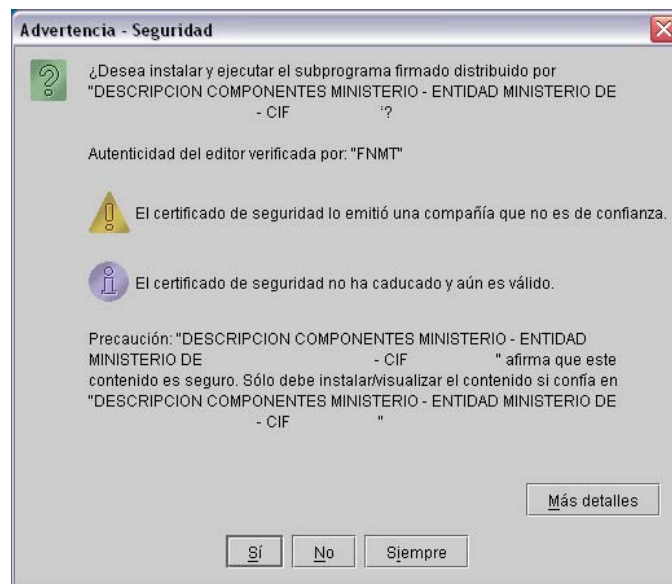 Advertencia - Seguridad
¿Desea instalar y ejecutar el subprograma firmado distribuido por
"DESCRIPCION COMPONENTES MINISTERIO - ENTIDAD MINISTERIO DE
- CIF '?
Autenticidad del editor verificada por: "FNMT"
El certificado de seguridad lo emitió una compañía que no es de confianza.
El certificado de seguridad no ha caducado y aún es válido.
Precaución: "DESCRIPCION COMPONENTES MINISTERIO - ENTIDAD
MINISTERIO DE - CIF " afirma que este
contenido es seguro. Sólo debe instalar/visualizar el contenido si confía en
"DESCRIPCION COMPONENTES MINISTERIO - ENTIDAD MINISTERIO DE
- CIF "
Más detalles
Sí No Siempre